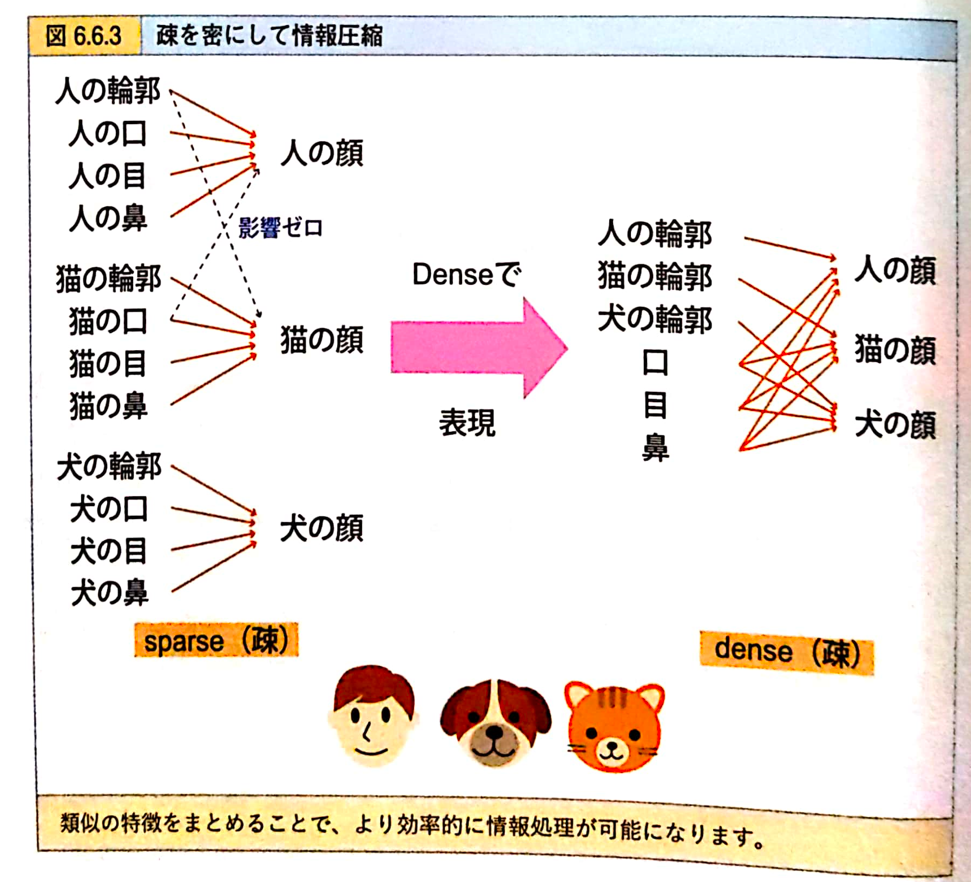 図 6.6.3 疎を密にして情報圧縮
人の輪郭
人の口
人の目
人の鼻
人の顔
影響ゼロ
猫の輪郭
猫の口
猫の目
猫の鼻
猫の顔
犬の輪郭
犬の口
犬の目
犬の鼻
犬の顔
sparse（疎）
Denseで
表現
人の輪郭
猫の輪郭
犬の輪郭
口
目
鼻
人の顔
猫の顔
犬の顔
dense（疎）
類似の特徴をまとめることで、より効率的に情報処理が可能になります。